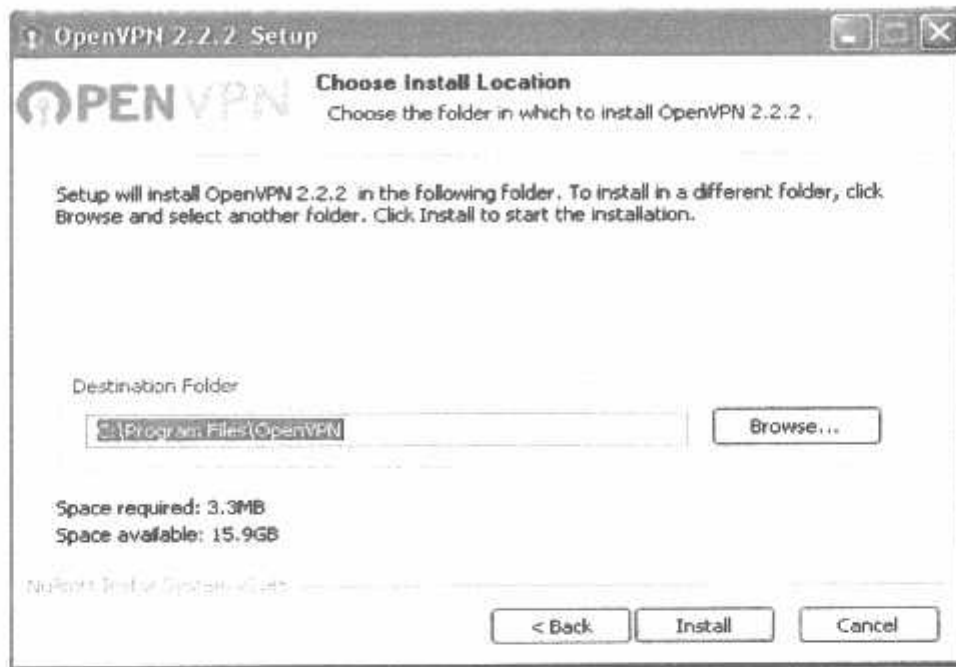 OpenVPN 2.2.2 Setup
OPENVPN
Choose Install Location
Choose the folder in which to install OpenVPN 2.2.2 .
Setup will install OpenVPN 2.2.2 in the following folder. To install in a different folder, click
Browse and select another folder. Click Install to start the installation.
Destination Folder
C:\Program Files\OpenVPN
Browse...
Space required: 3.3MB
Space available: 15.9GB
< Back
Install
Cancel